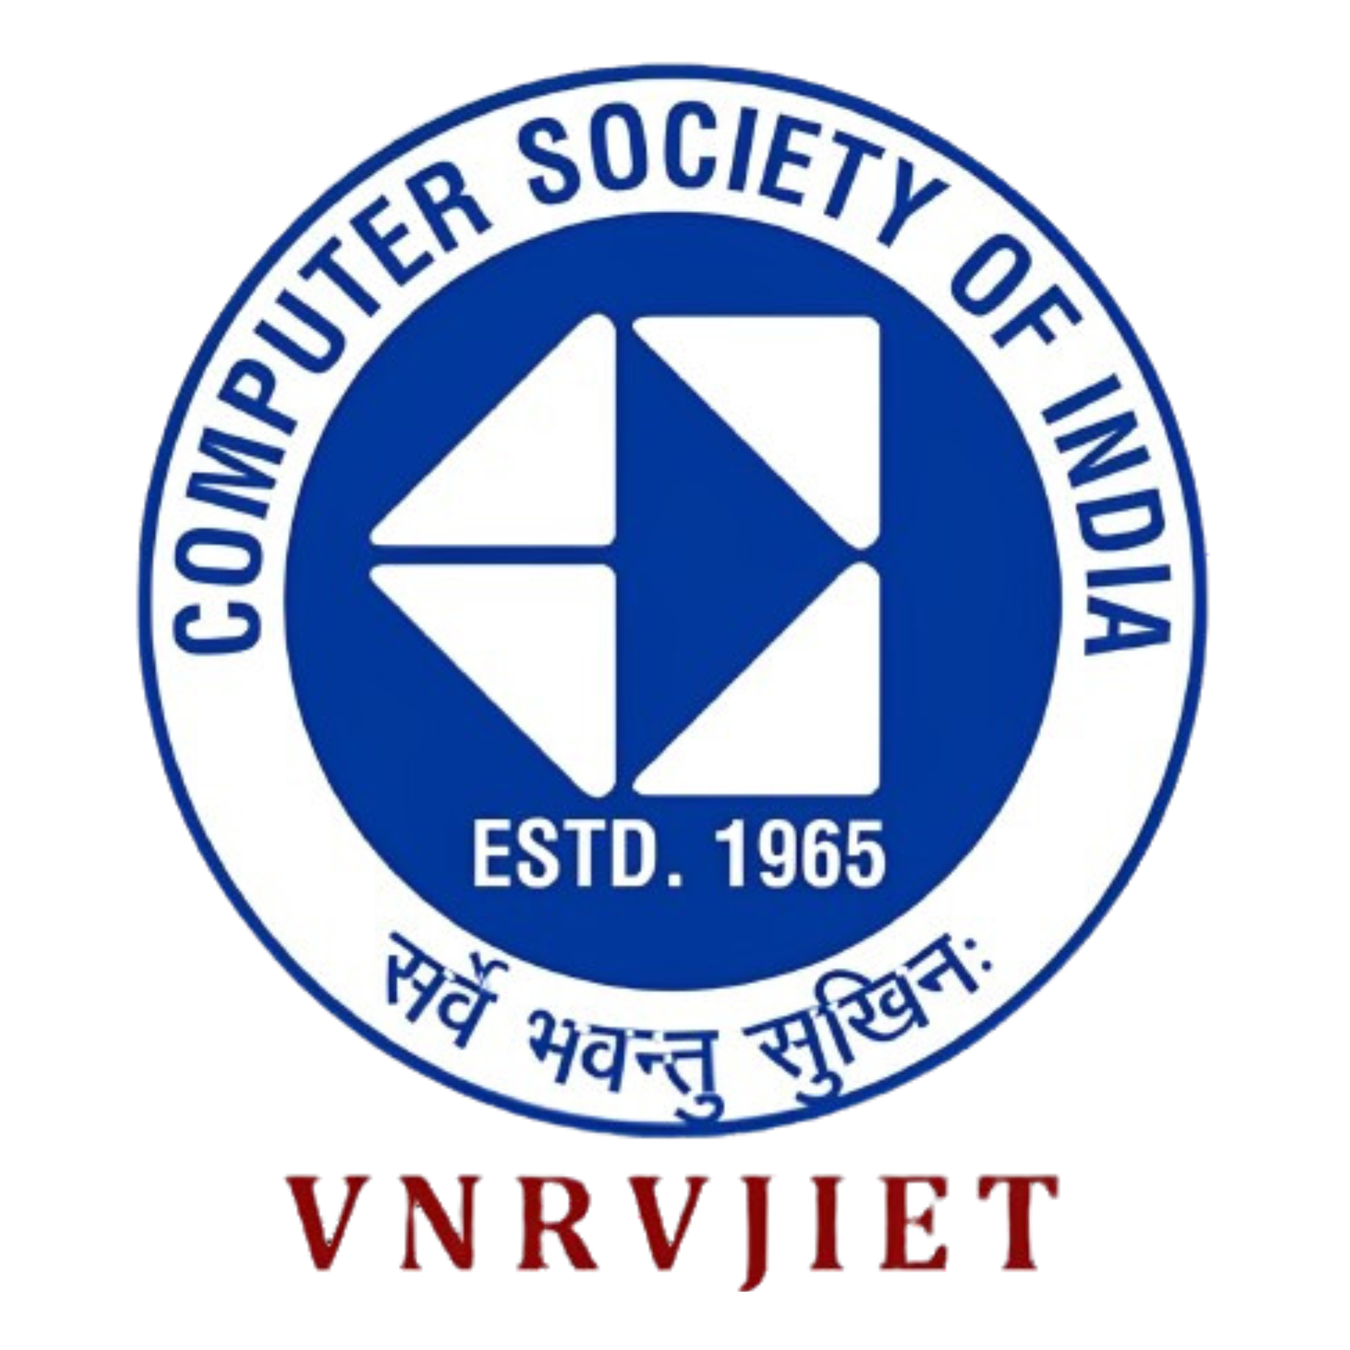 COMPUTER SOCIETY OF INDIA
ESTD. 1965
सर्वे भवन्तु सुखिनः
VNRVJIET